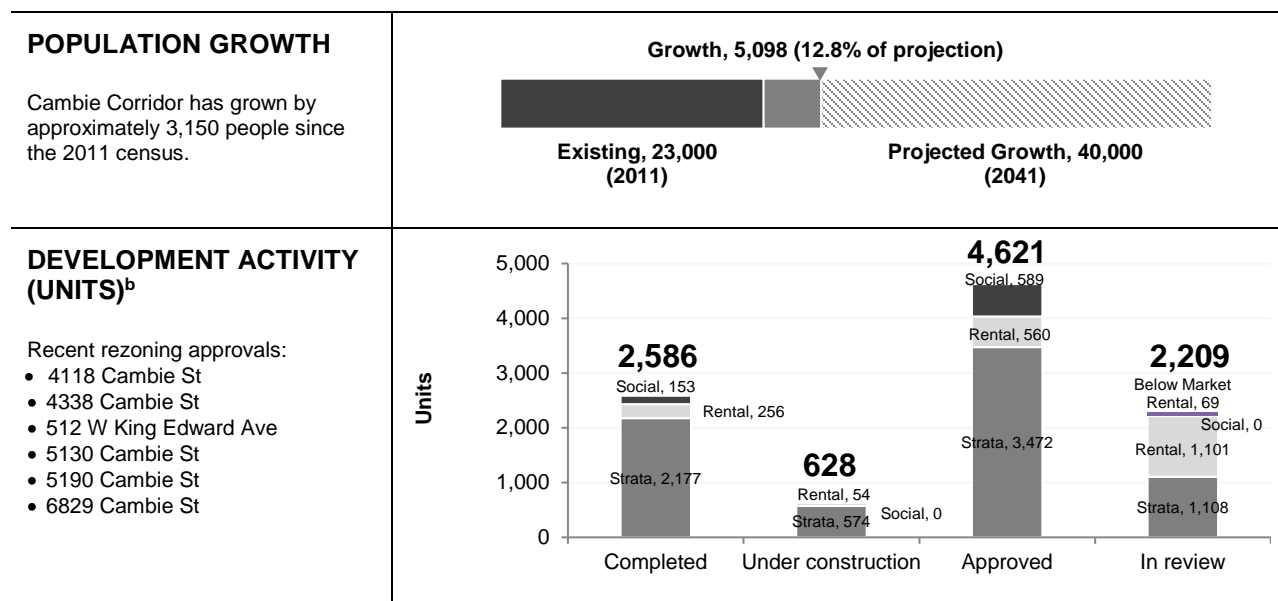 POPULATION GROWTH
Cambie Corridor has grown by
approximately 3,150 people since
the 2011 census.
Growth, 5,098 (12.8% of projection)
Existing, 23,000
(2011)
Projected Growth, 40,000
(2041)
DEVELOPMENT ACTIVITY
(UNITS)b
Recent rezoning approvals:
• 4118 Cambie St
• 4338 Cambie St
• 512 W King Edward Ave
• 5130 Cambie St
• 5190 Cambie St
• 6829 Cambie St
Units
5,000
4,000
3,000
2,000
1,000
0
2,586
Social, 153
Rental, 256
Strata, 2,177
628
Rental, 54
Social, 0
Strata, 574
4,621
Social, 589
Rental, 560
Strata, 3,472
2,209
Below Market
Rental, 69
Social, 0
Rental, 1,101
Strata, 1,108
Completed
Under construction
Approved
In review